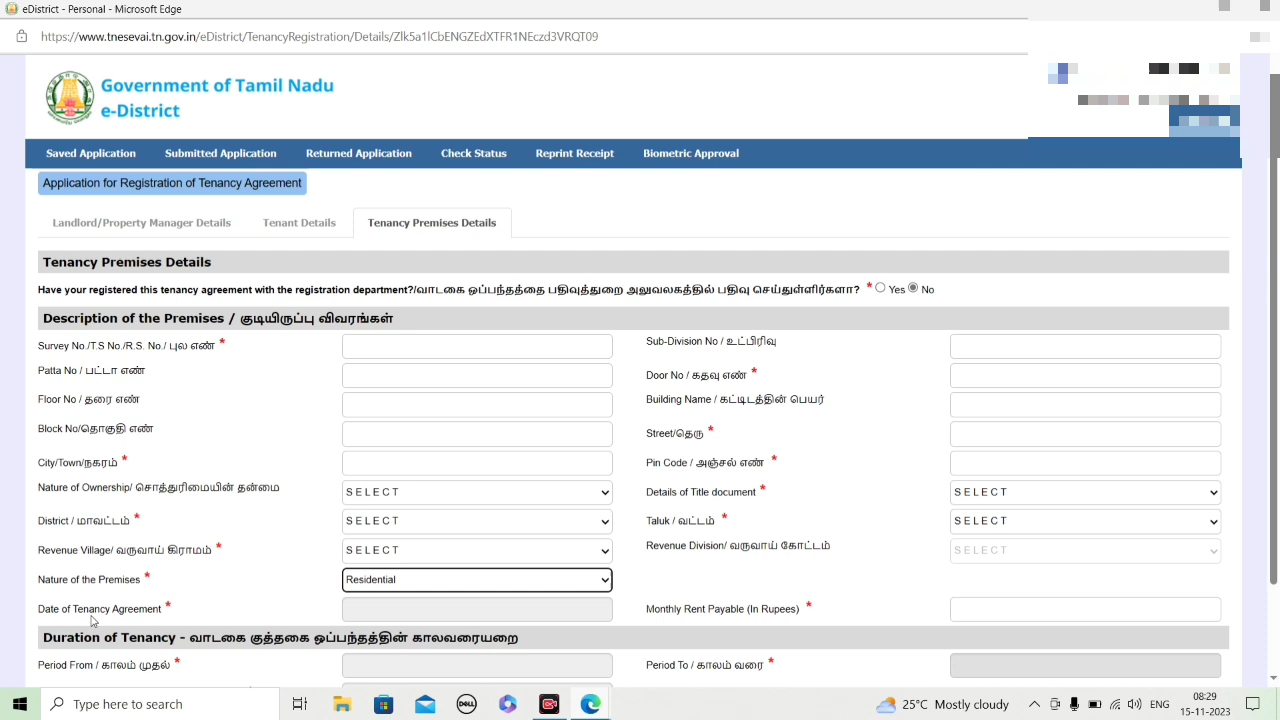 eDistrict - Personal - Microsoft Edge
https://www.tnesevai.tn.gov.in/eDistrict/TenancyRegistration/Details/Zlk5a1lCbENGZEdXTFR1NEczd3VRQT09
Government of Tamil Nadu
e-District
Saved Application Submitted Application Returned Application Check Status Reprint Receipt Biometric Approval
Application for Registration of Tenancy Agreement
Landlord/Property Manager Details Tenant Details Tenancy Premises Details
Tenancy Premises Details
Have your registered this tenancy agreement with the registration department?/வாடகை ஒப்பந்தத்தை பதிவுத்துறை அலுவலகத்தில் பதிவு செய்துள்ளிர்களா? * Yes No
Description of the Premises / குடியிருப்பு விவரங்கள்
Survey No./T.S No./R.S. No./ புல எண் * Sub-Division No / உட்பிரிவு
Patta No / பட்டா எண் Door No / கதவு எண் *
Floor No / தரை எண் Building Name / கட்டிடத்தின் பெயர்
Block No/தொகுதி எண் Street/தெரு *
City/Town/நகரம் * Pin Code / அஞ்சல் எண் *
Nature of Ownership/ சொத்துரிமையின் தன்மை SELECT Details of Title document * SELECT
District / மாவட்டம் * SELECT Taluk / வட்டம் * SELECT
Revenue Village/ வருவாய் கிராமம் * SELECT Revenue Division/ வருவாய் கோட்டம் SELECT
Nature of the Premises * Residential
Date of Tenancy Agreement * Monthly Rent Payable (In Rupees) *
Duration of Tenancy - வாடகை குத்தகை ஒப்பந்தத்தின் காலவரையறை
Period From / காலம் முதல் * Period To / காலம் வரை *
Type here to search DELL 25°C Mostly cloudy ENG 08:29
15-11-2023